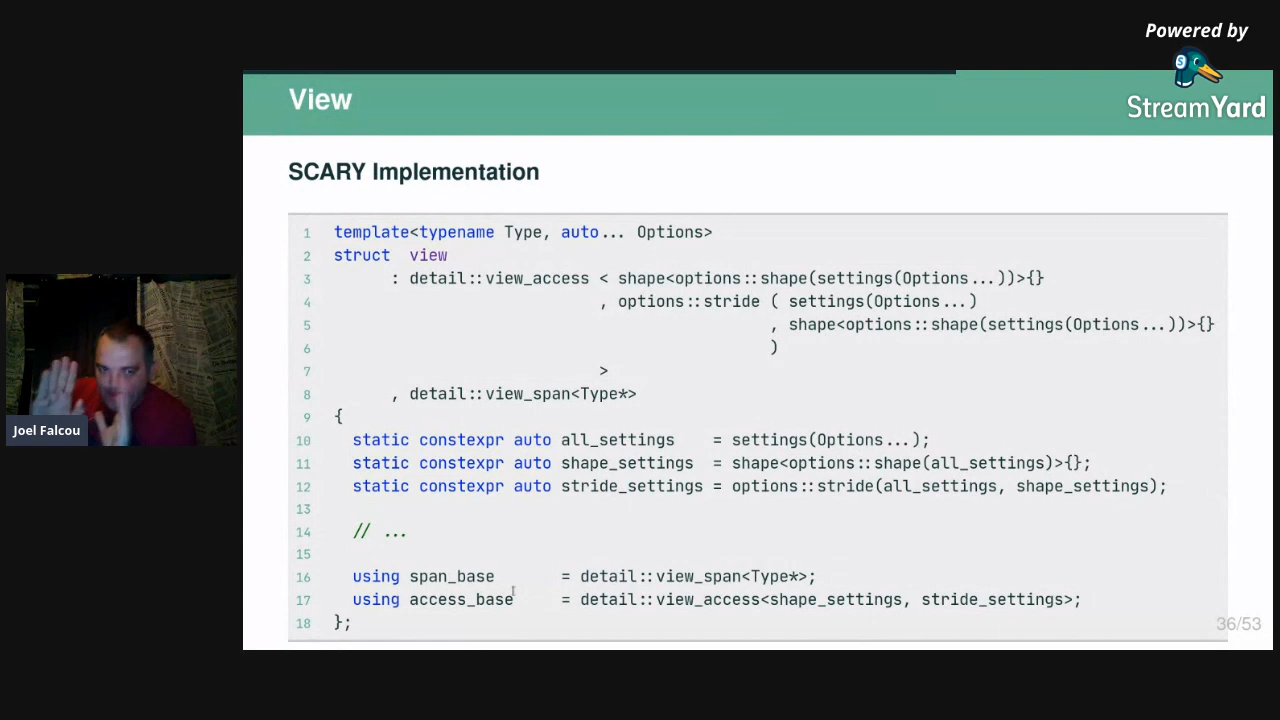 Powered by
StreamYard
View
SCARY Implementation
1 template<typename Type, auto... Options>
2 struct view
3 : detail::view_access < shape<options::shape(settings(Options...))>{}
4 , options::stride ( settings(Options...)
5 , shape<options::shape(settings(Options...))>{}
6 )
7 >
8 , detail::view_span<Type*>
9 {
10 static constexpr auto all_settings = settings(Options...);
11 static constexpr auto shape_settings = shape<options::shape(all_settings)>{};
12 static constexpr auto stride_settings = options::stride(all_settings, shape_settings);
13
14 // ...
15
16 using span_base = detail::view_span<Type*>;
17 using access_base = detail::view_access<shape_settings, stride_settings>;
18 };
36/53
Joel Falcou